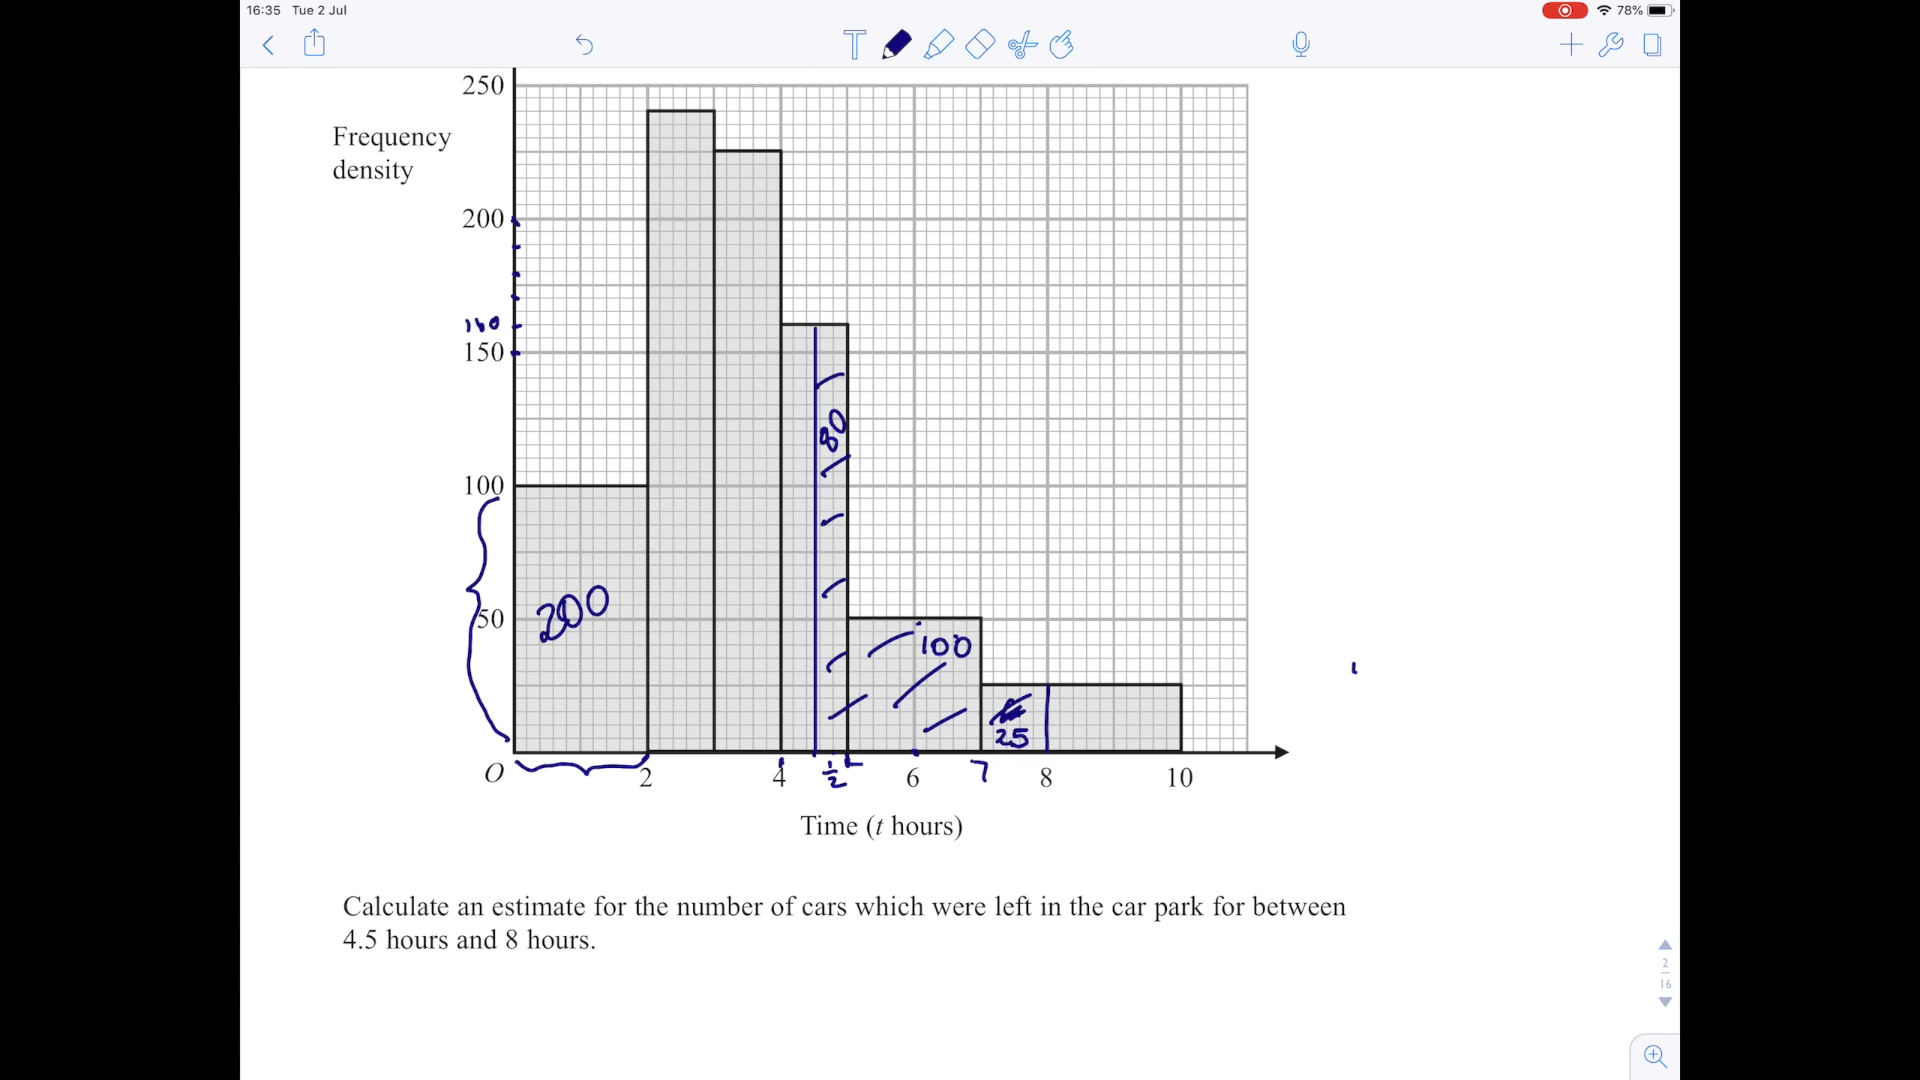 16:35 Tue 2 Jul
78%
T
250
Frequency
density
200
160
150
80
100
200
50
100
25
O
2
4
1/2
6
7
8
10
Time (t hours)
Calculate an estimate for the number of cars which were left in the car park for between
4.5 hours and 8 hours.
2
16